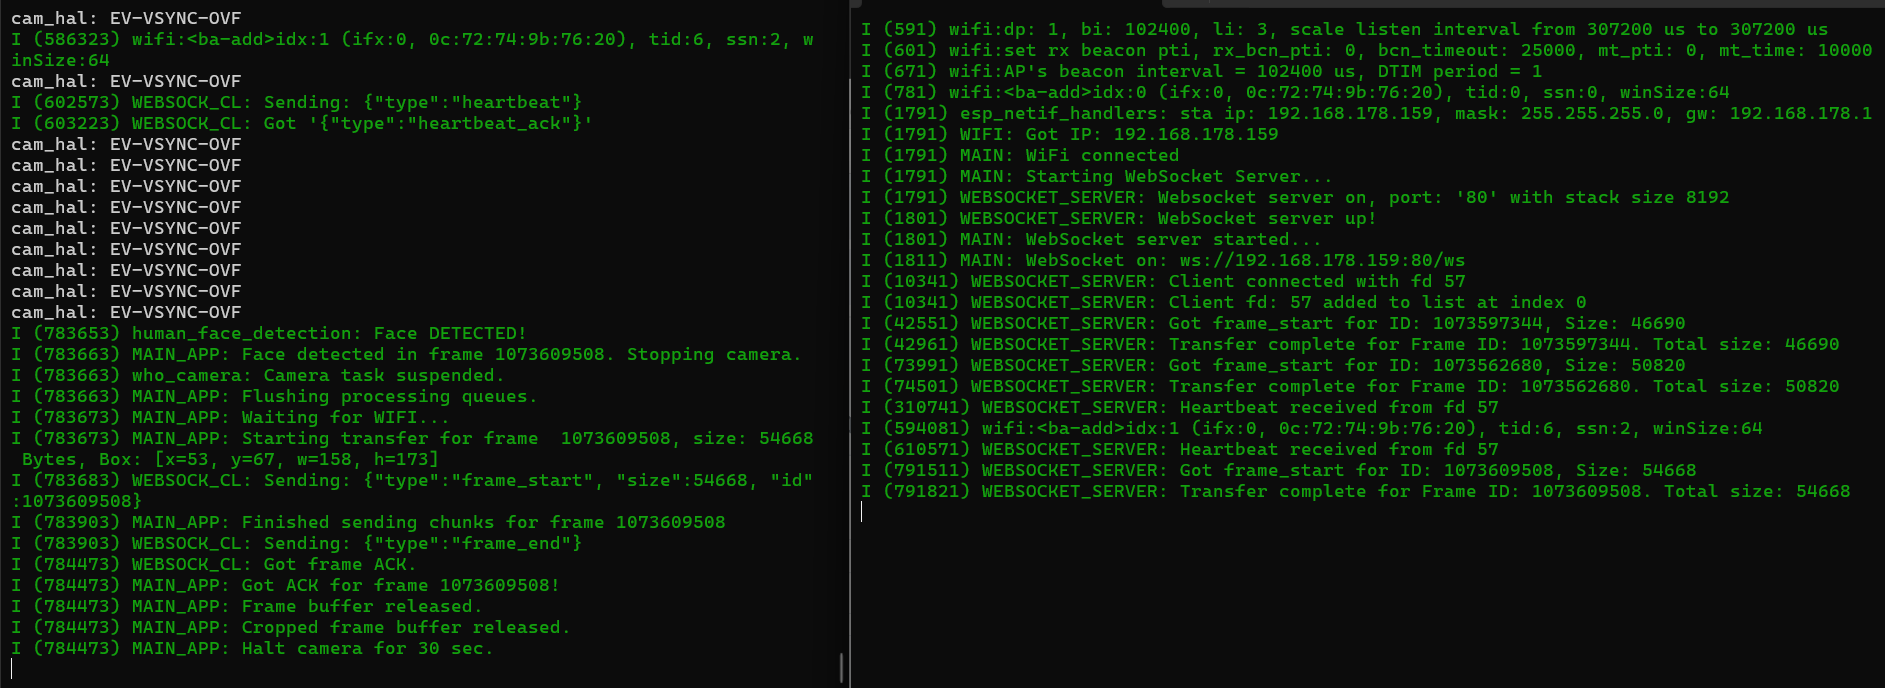 cam_hal: EV-VSYNC-OVF
I (586323) wifi:<ba-add>idx:1 (ifx:0, 0c:72:74:9b:76:20), tid:6, ssn:2, w
inSize:64
cam_hal: EV-VSYNC-OVF
I (602573) WEBSOCK_CL: Sending: {"type":"heartbeat"}
I (603223) WEBSOCK_CL: Got '{"type":"heartbeat_ack"}'
cam_hal: EV-VSYNC-OVF
cam_hal: EV-VSYNC-OVF
cam_hal: EV-VSYNC-OVF
cam_hal: EV-VSYNC-OVF
cam_hal: EV-VSYNC-OVF
cam_hal: EV-VSYNC-OVF
cam_hal: EV-VSYNC-OVF
cam_hal: EV-VSYNC-OVF
cam_hal: EV-VSYNC-OVF
I (783653) human_face_detection: Face DETECTED!
I (783663) MAIN_APP: Face detected in frame 1073609508. Stopping camera.
I (783663) who_camera: Camera task suspended.
I (783663) MAIN_APP: Flushing processing queues.
I (783673) MAIN_APP: Waiting for WIFI...
I (783673) MAIN_APP: Starting transfer for frame  1073609508, size: 54668
 Bytes, Box: [x=53, y=67, w=158, h=173]
I (783683) WEBSOCK_CL: Sending: {"type":"frame_start", "size":54668, "id"
:1073609508}
I (783903) MAIN_APP: Finished sending chunks for frame 1073609508
I (783903) WEBSOCK_CL: Sending: {"type":"frame_end"}
I (784473) WEBSOCK_CL: Got frame ACK.
I (784473) MAIN_APP: Got ACK for frame 1073609508!
I (784473) MAIN_APP: Frame buffer released.
I (784473) MAIN_APP: Cropped frame buffer released.
I (784473) MAIN_APP: Halt camera for 30 sec.
I (591) wifi:dp: 1, bi: 102400, li: 3, scale listen interval from 307200 us to 307200 us
I (601) wifi:set rx beacon pti, rx_bcn_pti: 0, bcn_timeout: 25000, mt_pti: 0, mt_time: 10000
I (671) wifi:AP's beacon interval = 102400 us, DTIM period = 1
I (781) wifi:<ba-add>idx:0 (ifx:0, 0c:72:74:9b:76:20), tid:0, ssn:0, winSize:64
I (1791) esp_netif_handlers: sta ip: 192.168.178.159, mask: 255.255.255.0, gw: 192.168.178.1
I (1791) WIFI: Got IP: 192.168.178.159
I (1791) MAIN: WiFi connected
I (1791) MAIN: Starting WebSocket Server...
I (1791) WEBSOCKET_SERVER: Websocket server on, port: '80' with stack size 8192
I (1801) WEBSOCKET_SERVER: WebSocket server up!
I (1801) MAIN: WebSocket server started...
I (1811) MAIN: WebSocket on: ws://192.168.178.159:80/ws
I (10341) WEBSOCKET_SERVER: Client connected with fd 57
I (10341) WEBSOCKET_SERVER: Client fd: 57 added to list at index 0
I (42551) WEBSOCKET_SERVER: Got frame_start for ID: 1073597344, Size: 46690
I (42961) WEBSOCKET_SERVER: Transfer complete for Frame ID: 1073597344. Total size: 46690
I (73991) WEBSOCKET_SERVER: Got frame_start for ID: 1073562680, Size: 50820
I (74501) WEBSOCKET_SERVER: Transfer complete for Frame ID: 1073562680. Total size: 50820
I (310741) WEBSOCKET_SERVER: Heartbeat received from fd 57
I (594081) wifi:<ba-add>idx:1 (ifx:0, 0c:72:74:9b:76:20), tid:6, ssn:2, winSize:64
I (610571) WEBSOCKET_SERVER: Heartbeat received from fd 57
I (791511) WEBSOCKET_SERVER: Got frame_start for ID: 1073609508, Size: 54668
I (791821) WEBSOCKET_SERVER: Transfer complete for Frame ID: 1073609508. Total size: 54668